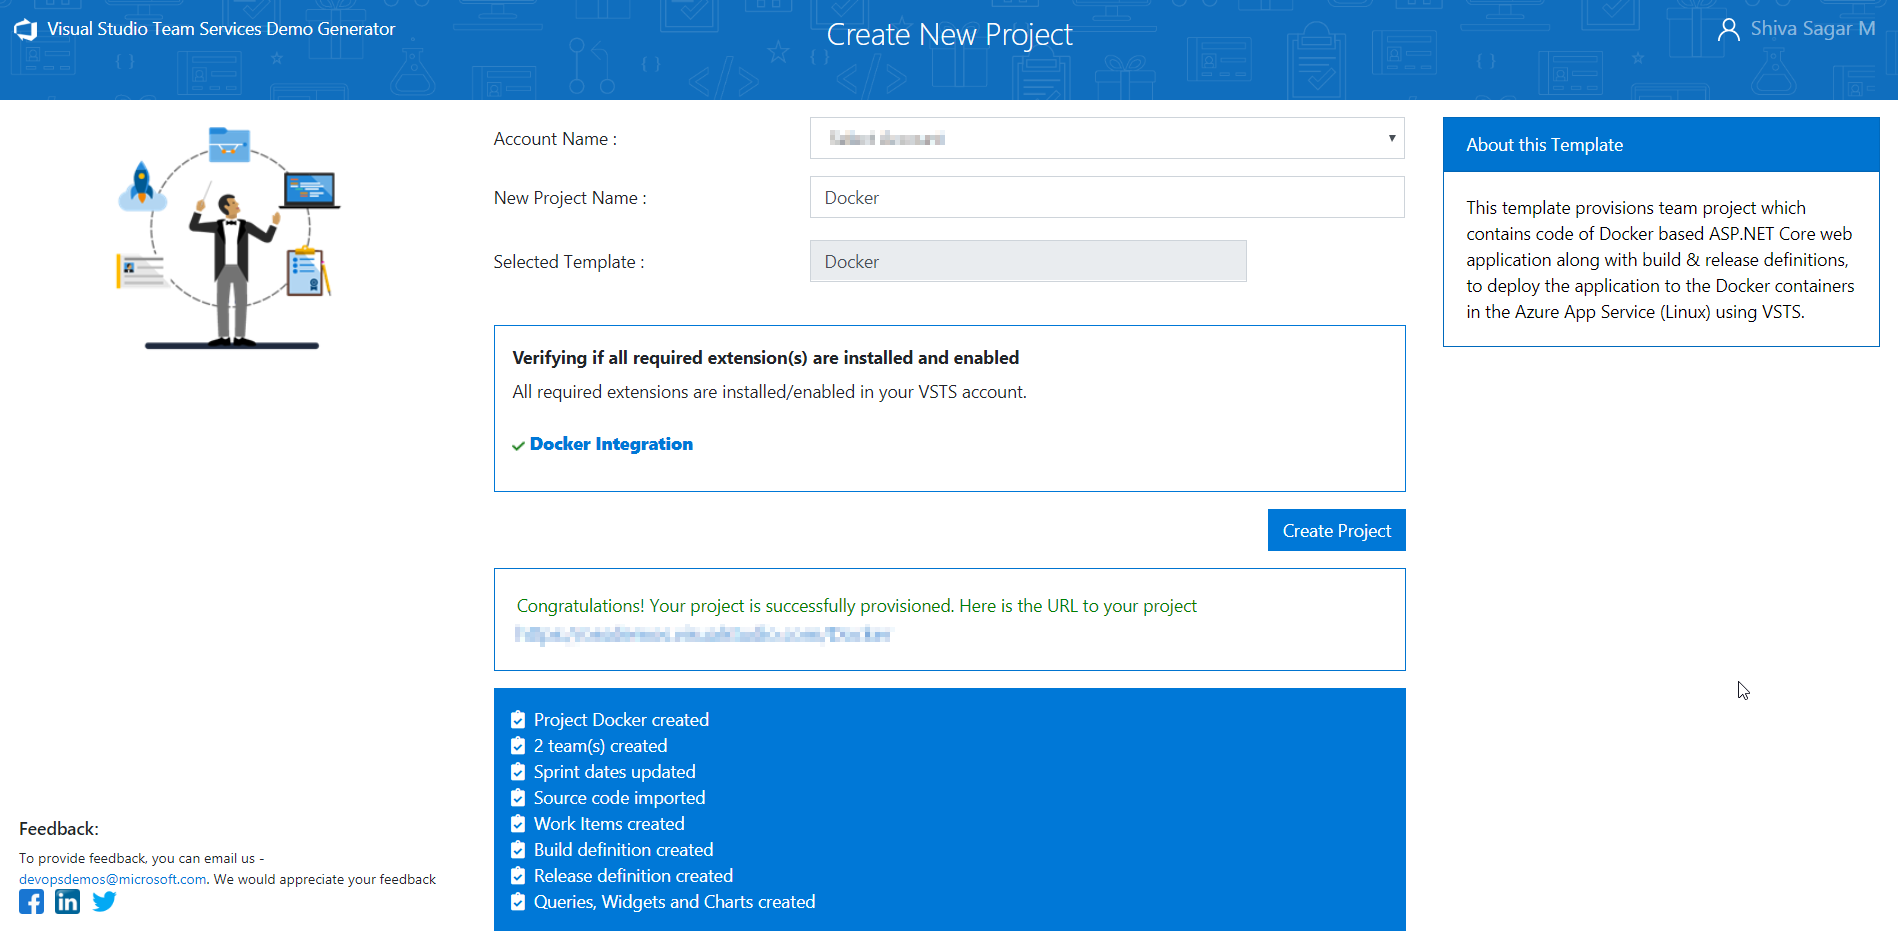 Visual Studio Team Services Demo Generator
Create New Project
Shiva Sagar M
Account Name :
New Project Name :
Docker
Selected Template :
Docker
About this Template
This template provisions team project which
contains code of Docker based ASP.NET Core web
application along with build & release definitions,
to deploy the application to the Docker containers
in the Azure App Service (Linux) using VSTS.
Verifying if all required extension(s) are installed and enabled
All required extensions are installed/enabled in your VSTS account.
Docker Integration
Create Project
Congratulations! Your project is successfully provisioned. Here is the URL to your project
Project Docker created
2 team(s) created
Sprint dates updated
Source code imported
Work Items created
Build definition created
Release definition created
Queries, Widgets and Charts created
Feedback:
To provide feedback, you can email us -
devopsdemos@microsoft.com. We would appreciate your feedback